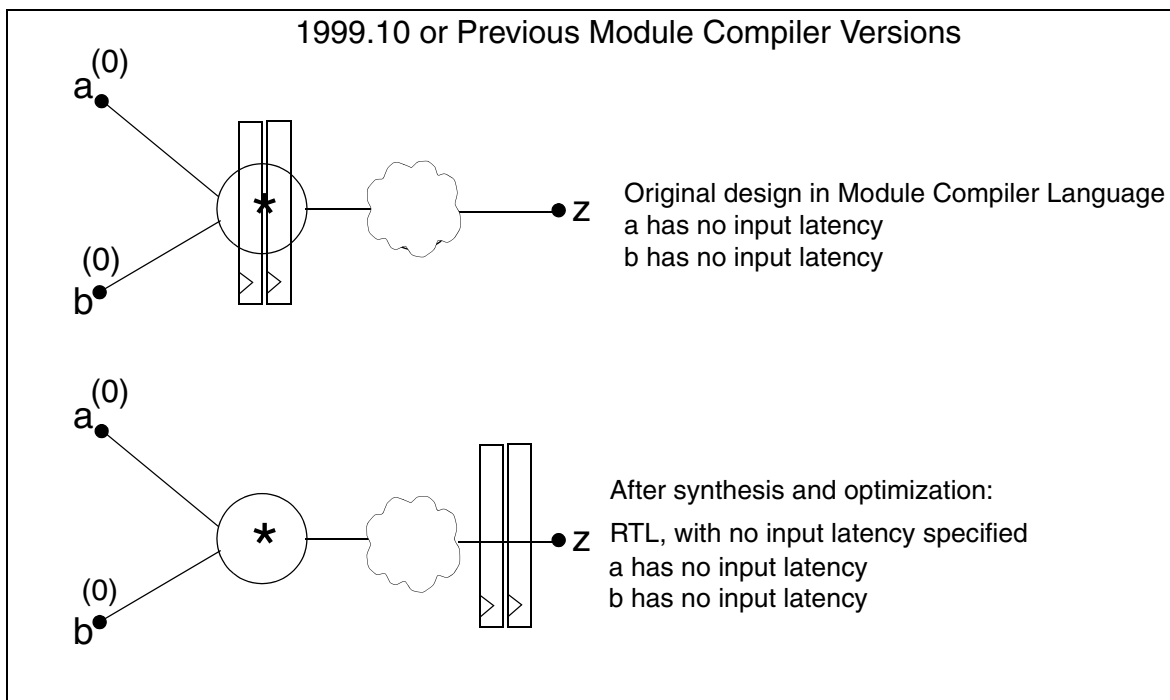 1999.10 or Previous Module Compiler Versions
(0)
a
*
(0)
b
z
Original design in Module Compiler Language
a has no input latency
b has no input latency
(0)
a
*
(0)
b
z
After synthesis and optimization:
RTL, with no input latency specified
a has no input latency
b has no input latency